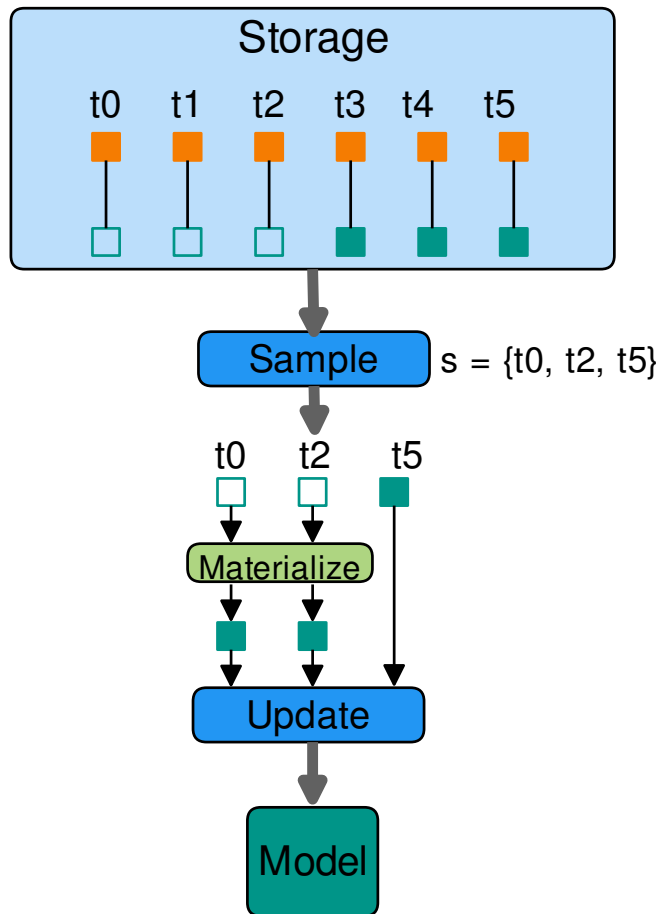 Storage
t0 t1 t2 t3 t4 t5
Sample s = {t0, t2, t5}
t0 t2 t5
Materialize
Update
Model